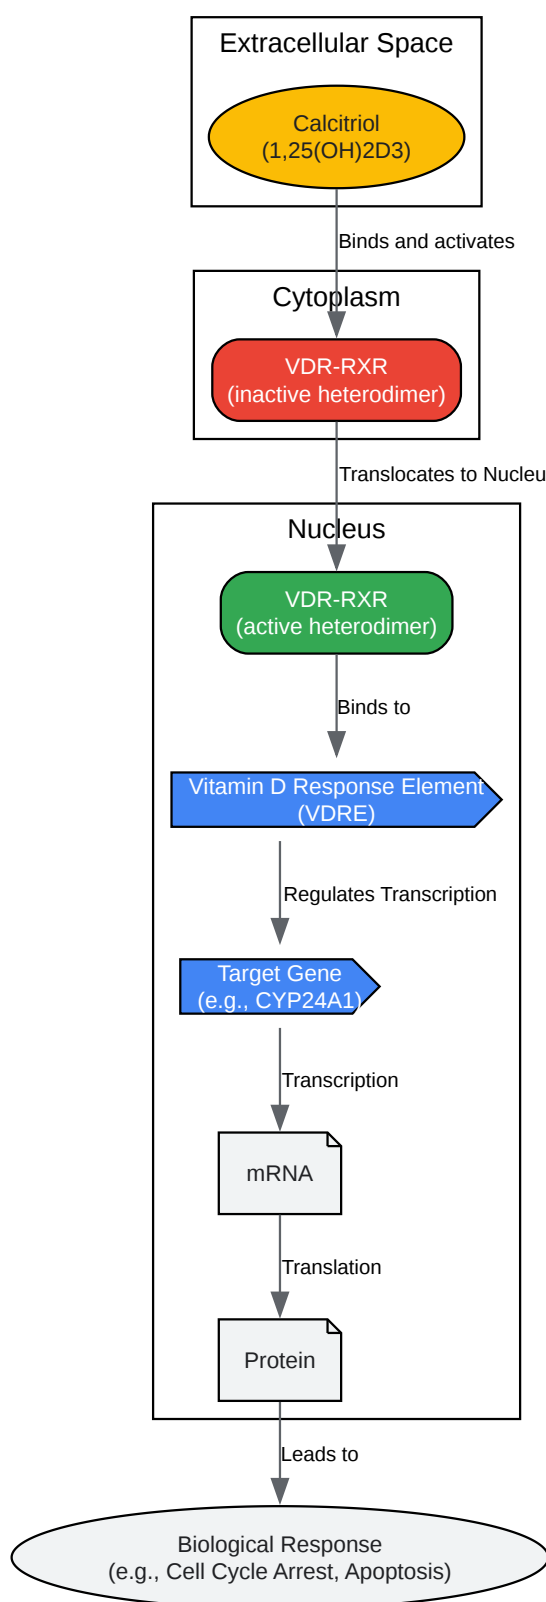 Extracellular Space
Calcitriol
(1,25(OH)2D3)
Binds and activates
Cytoplasm
VDR-RXR
(inactive heterodimer)
Translocates to Nucleu
Nucleus
VDR-RXR
(active heterodimer)
Binds to
Vitamin D Response Element
(VDRE)
Regulates Transcription
Target Gene
(e.g., CYP24A1)
Transcription
mRNA
Translation
Protein
Leads to
Biological Response
(e.g., Cell Cycle Arrest, Apoptosis)